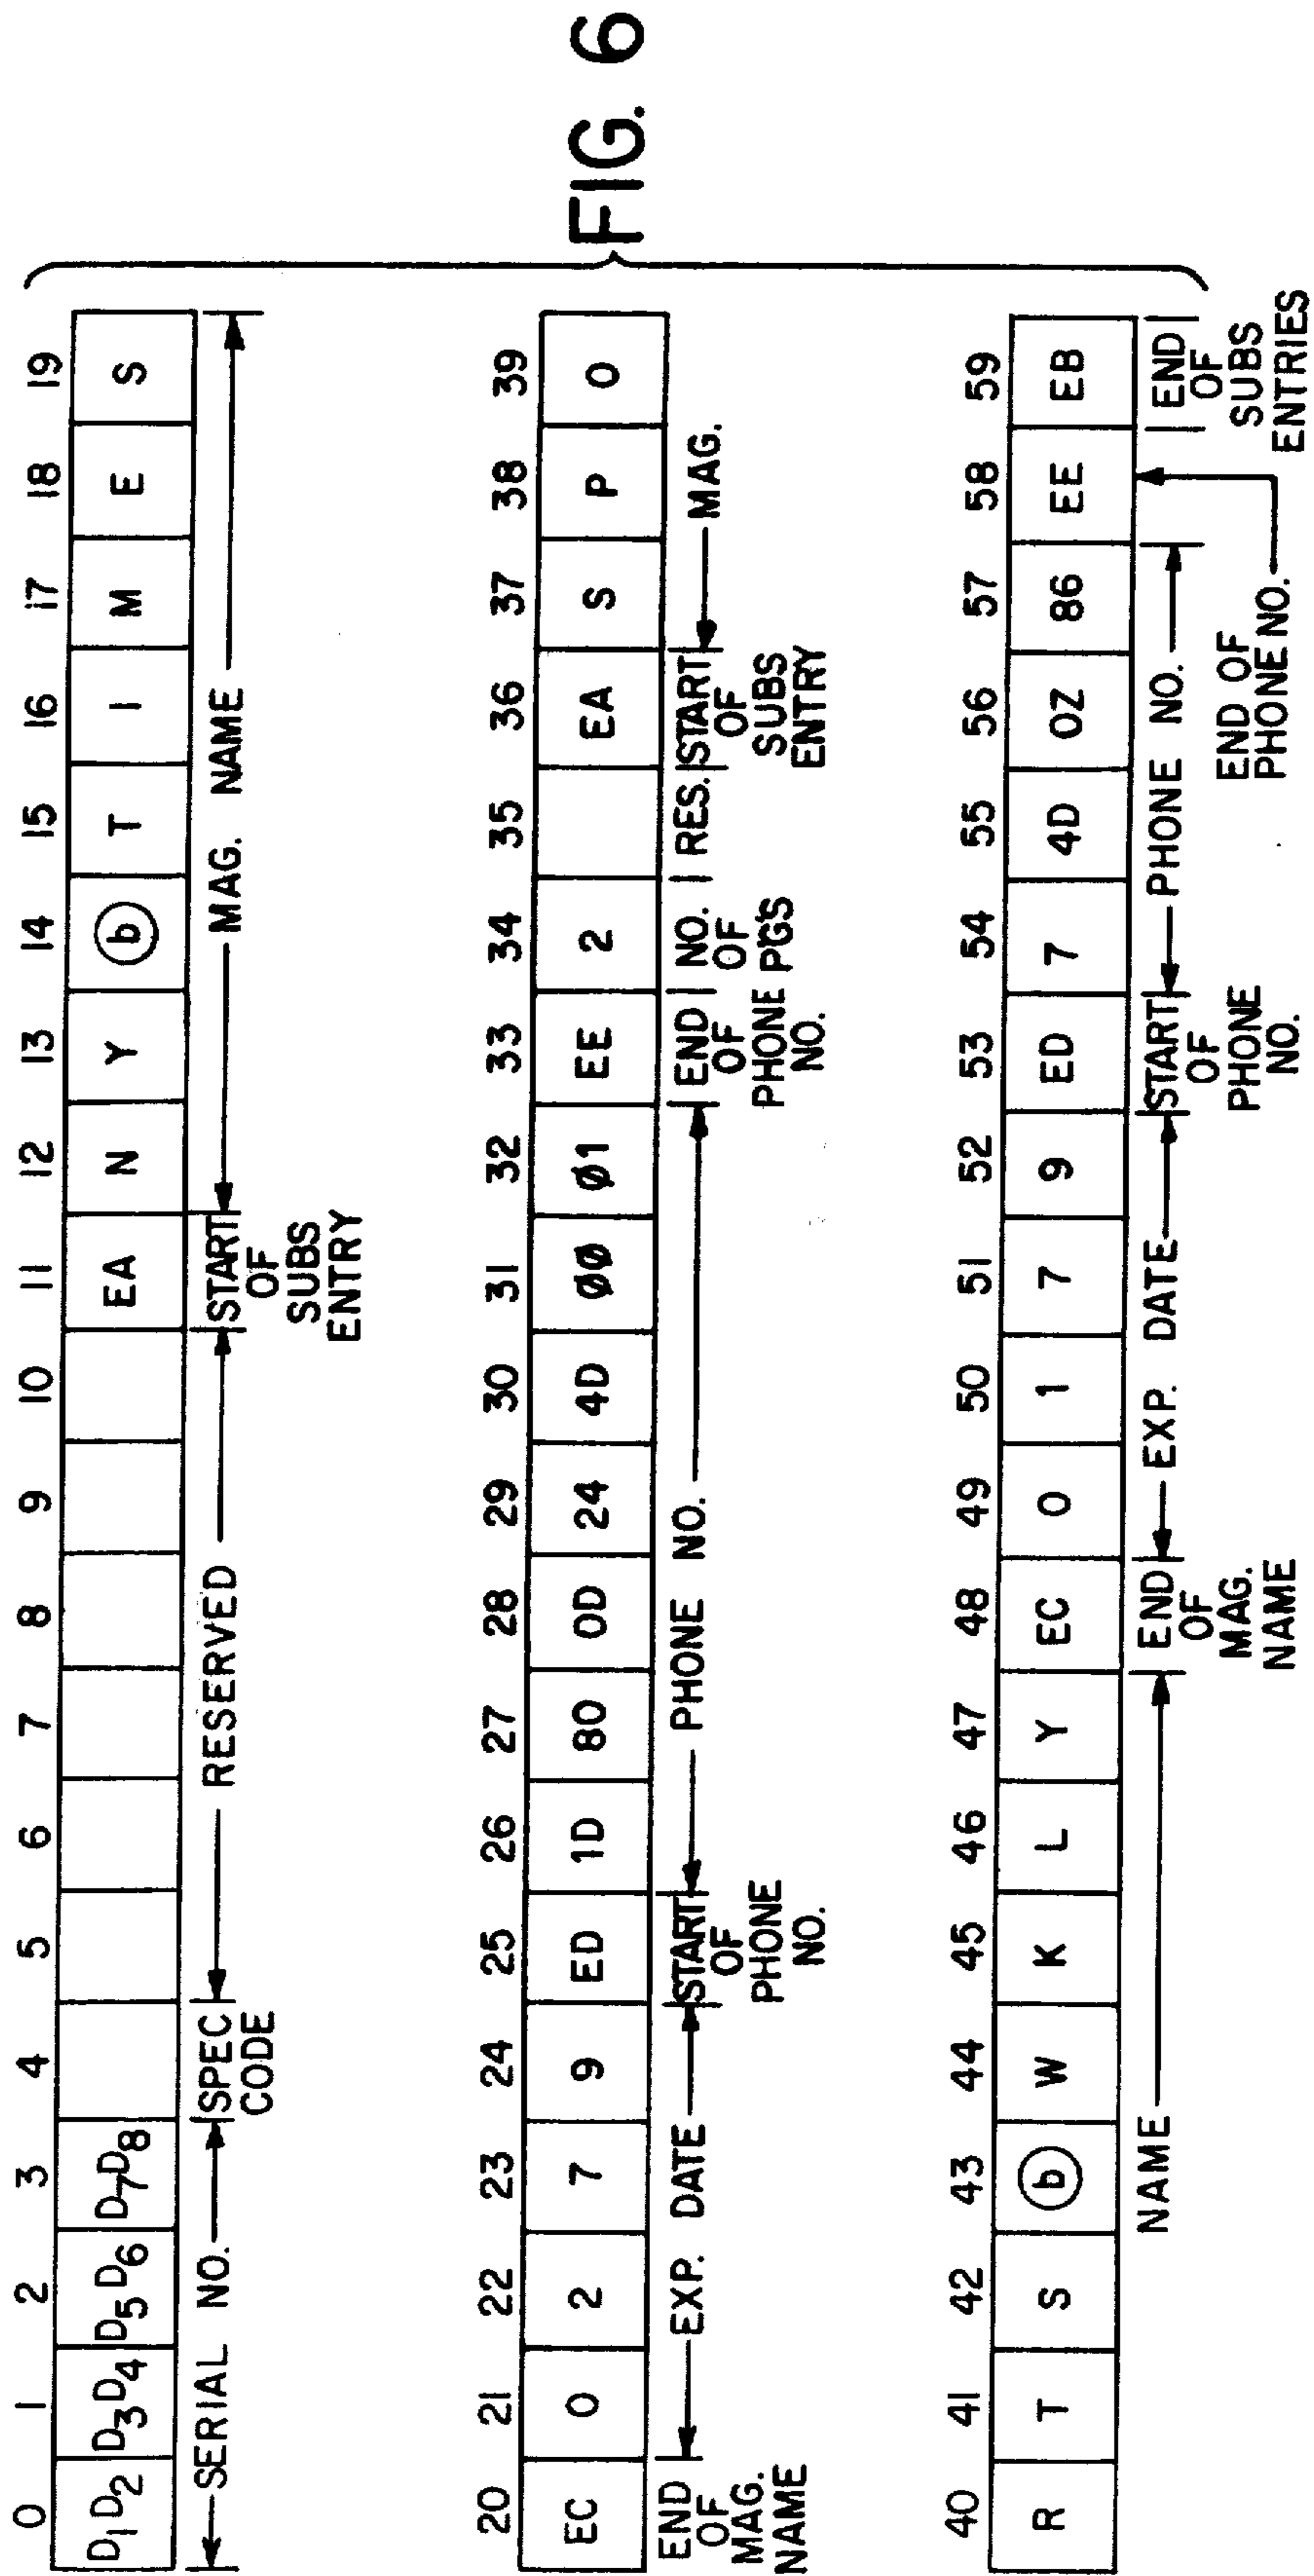 FIG. 6
0 1 2 3 4 5 6 7 8 9 10 11 12 13 14 15 16 17 18 19
D1D2 D3D4 D5D6 D7D8 EA N Y b T I M E S
SERIAL NO. SPEC CODE RESERVED START OF SUBS ENTRY MAG. NAME
20 21 22 23 24 25 26 27 28 29 30 31 32 33 34 35 36 37 38 39
EC 0 2 7 9 ED 1D 80 0D 24 4D ØØ Ø1 EE 2 EA S P O
END OF MAG. NAME EXP. DATE START OF PHONE NO. PHONE NO. END OF PHONE NO. NO. OF PG'S RES. START OF SUBS ENTRY MAG.
40 41 42 43 44 45 46 47 48 49 50 51 52 53 54 55 56 57 58 59
R T S b W K L Y EC 0 1 7 9 ED 7 4D 0Z 86 EE EB
NAME END OF MAG. NAME EXP. DATE START OF PHONE NO. PHONE NO. END OF PHONE NO. END OF SUBS ENTRIES